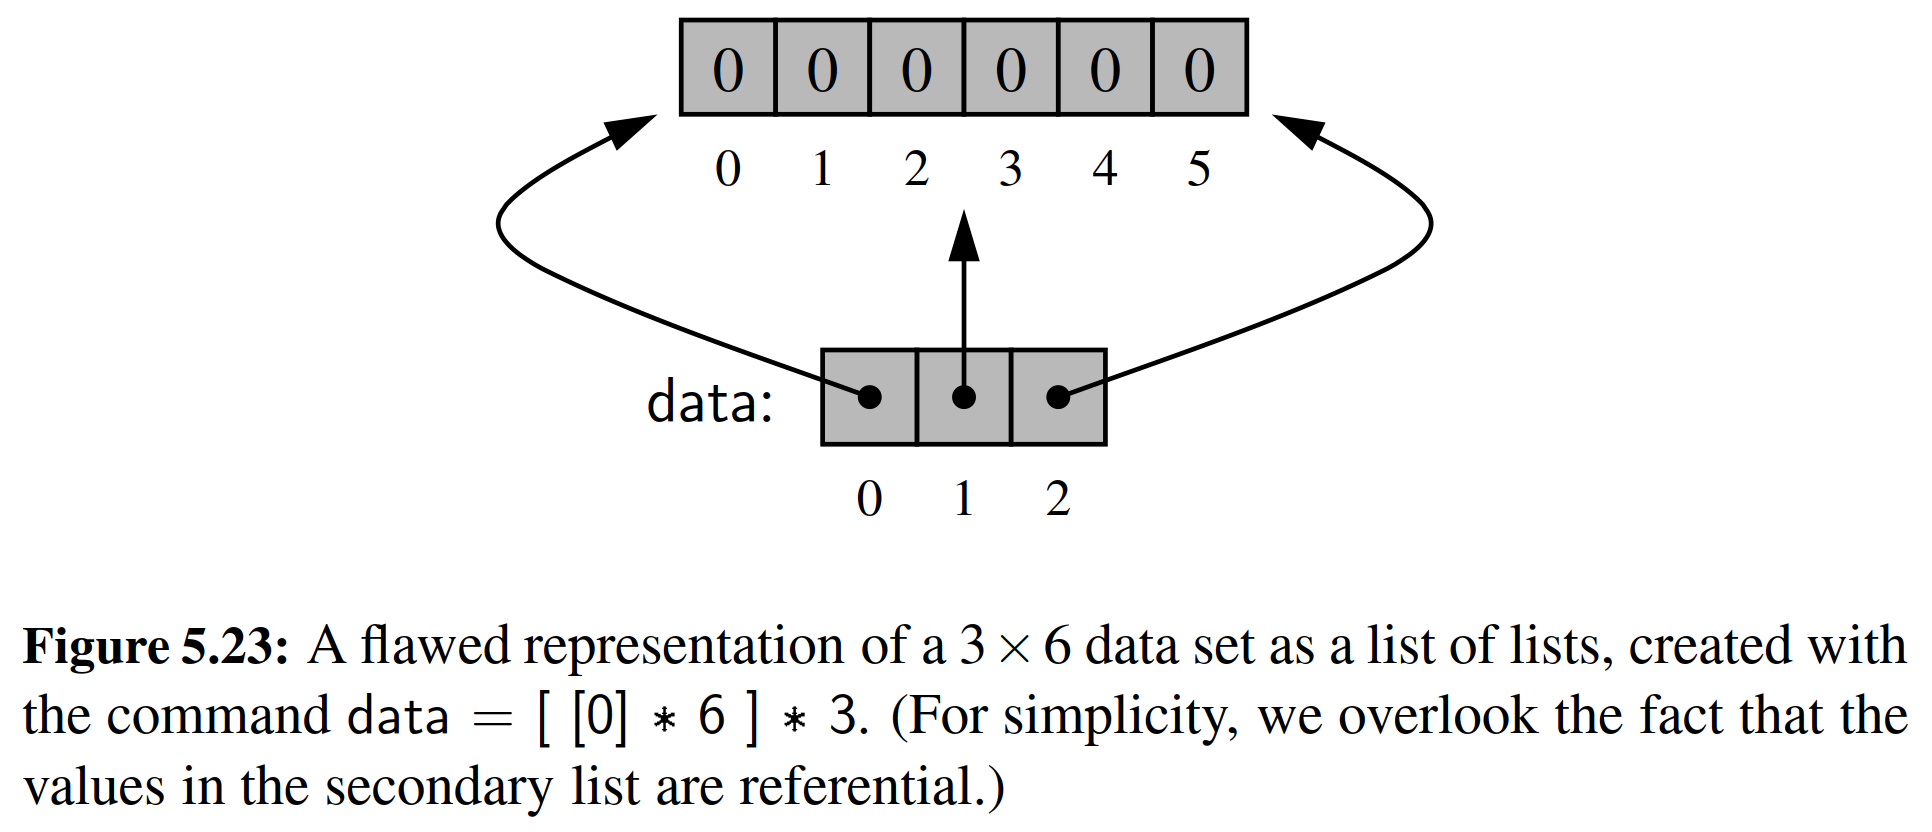 0 0 0 0 0 0
0 1 2 3 4 5
data:
0 1 2
Figure 5.23: A flawed representation of a 3 × 6 data set as a list of lists, created with
the command data = [ [0] * 6 ] * 3. (For simplicity, we overlook the fact that the
values in the secondary list are referential.)